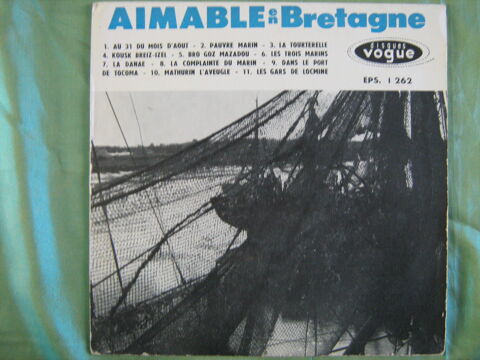 AIMABLE en Bretagne
1. AU 31 DU MOIS D'AOUT - 2. PAUVRE MARIN - 3. LA TOURTERELLE
4. KOUSK BREIZ-IZEL - 5. BRO GOZ MAZADOU - 6. LES TROIS MARINS
7. LA DANAE - 8. LA COMPLAINTE DU MARIN - 9. DANS LE PORT
DE TOCOMA - 10. MATHURIN L'AVEUGLE - 11. LES GARS DE LOCMINE
DISQUES
vogue
EPS. 1 262